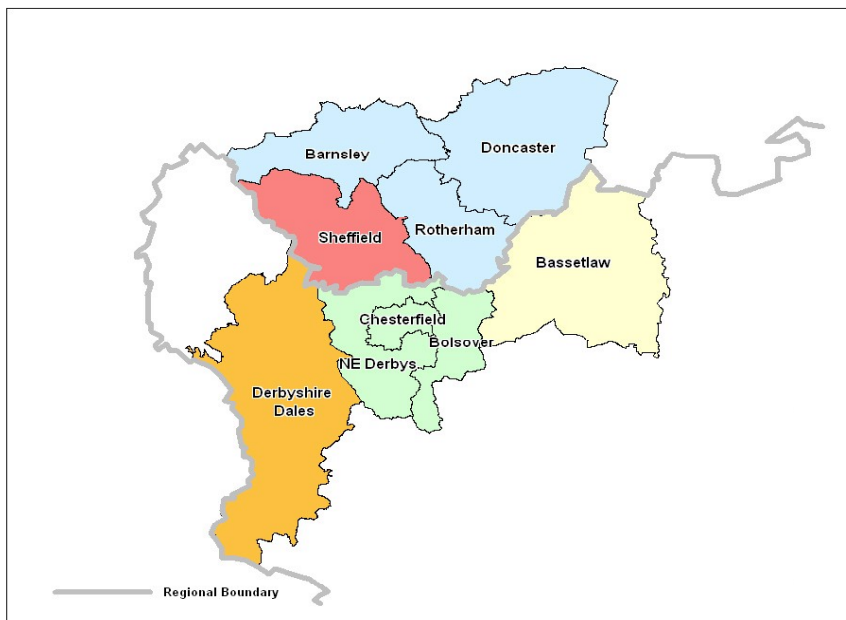 Barnsley
Doncaster
Sheffield
Rotherham
Bassetlaw
Chesterfield
Bolsover
NE Derbys
Derbyshire
Dales
Regional Boundary